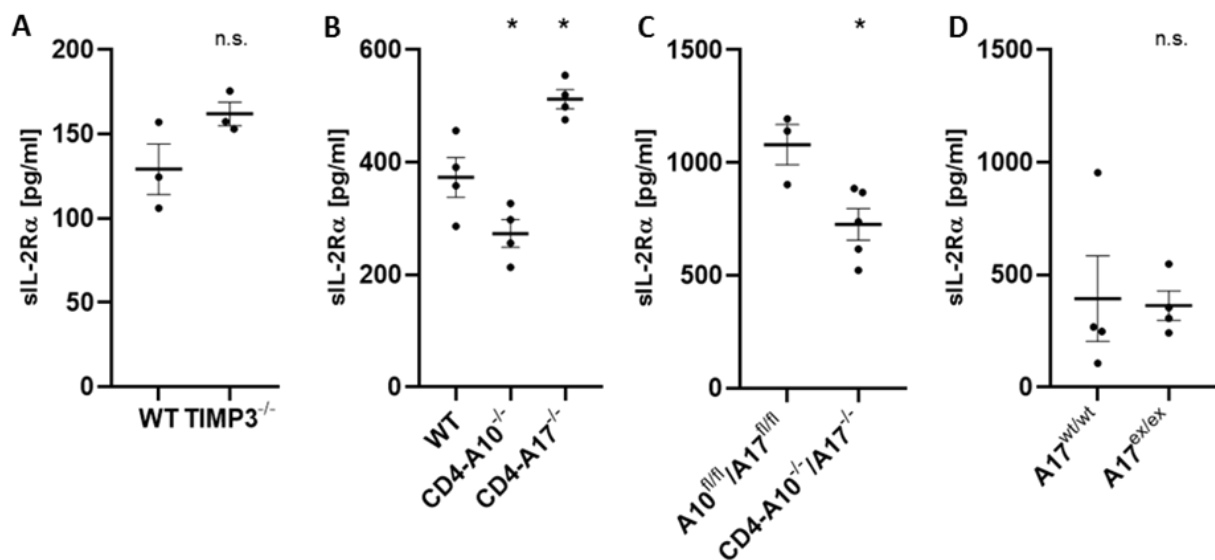 A
n.s.
200
150
100
50
0
sIL-2Rα [pg/ml]
WT TIMP3-/-
B
* *
600
400
200
0
sIL-2Rα [pg/ml]
WT
CD4-A10-/-
CD4-A17-/-
C
*
1500
1000
500
0
sIL-2Rα [pg/ml]
A10fl/fl/A17fl/fl
CD4-A10-/-/A17-/-
D
n.s.
1500
1000
500
0
sIL-2Rα [pg/ml]
A17wt/wt
A17ex/ex